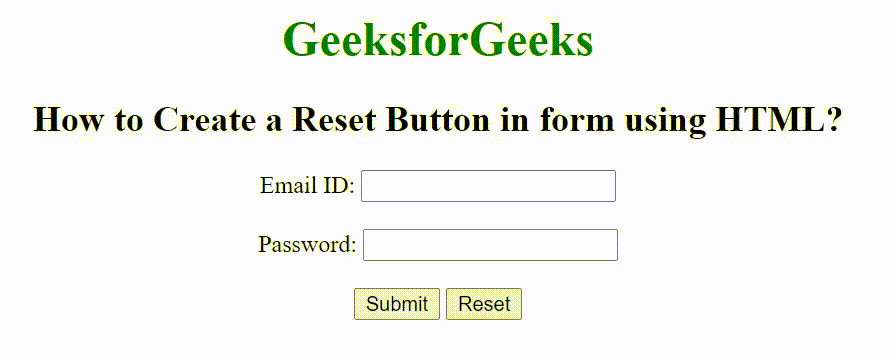 GeeksforGeeks
How to Create a Reset Button in form using HTML?
Email ID:
Password:
Submit Reset